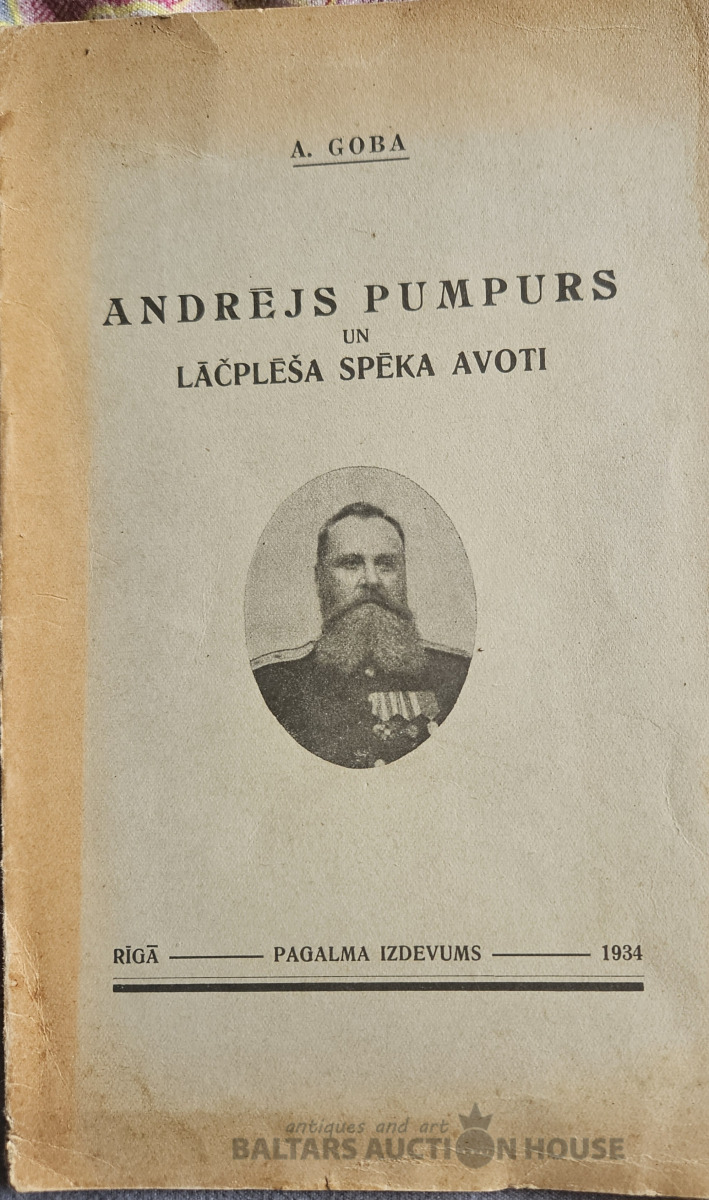 A. GOBA
ANDRĒJS PUMPURS
UN
LĀČPLĒŠA SPĒKA AVOTI
RĪGĀ PAGALMA IZDEVUMS 1934
antiques and art
BALTARS AUCTION HOUSE